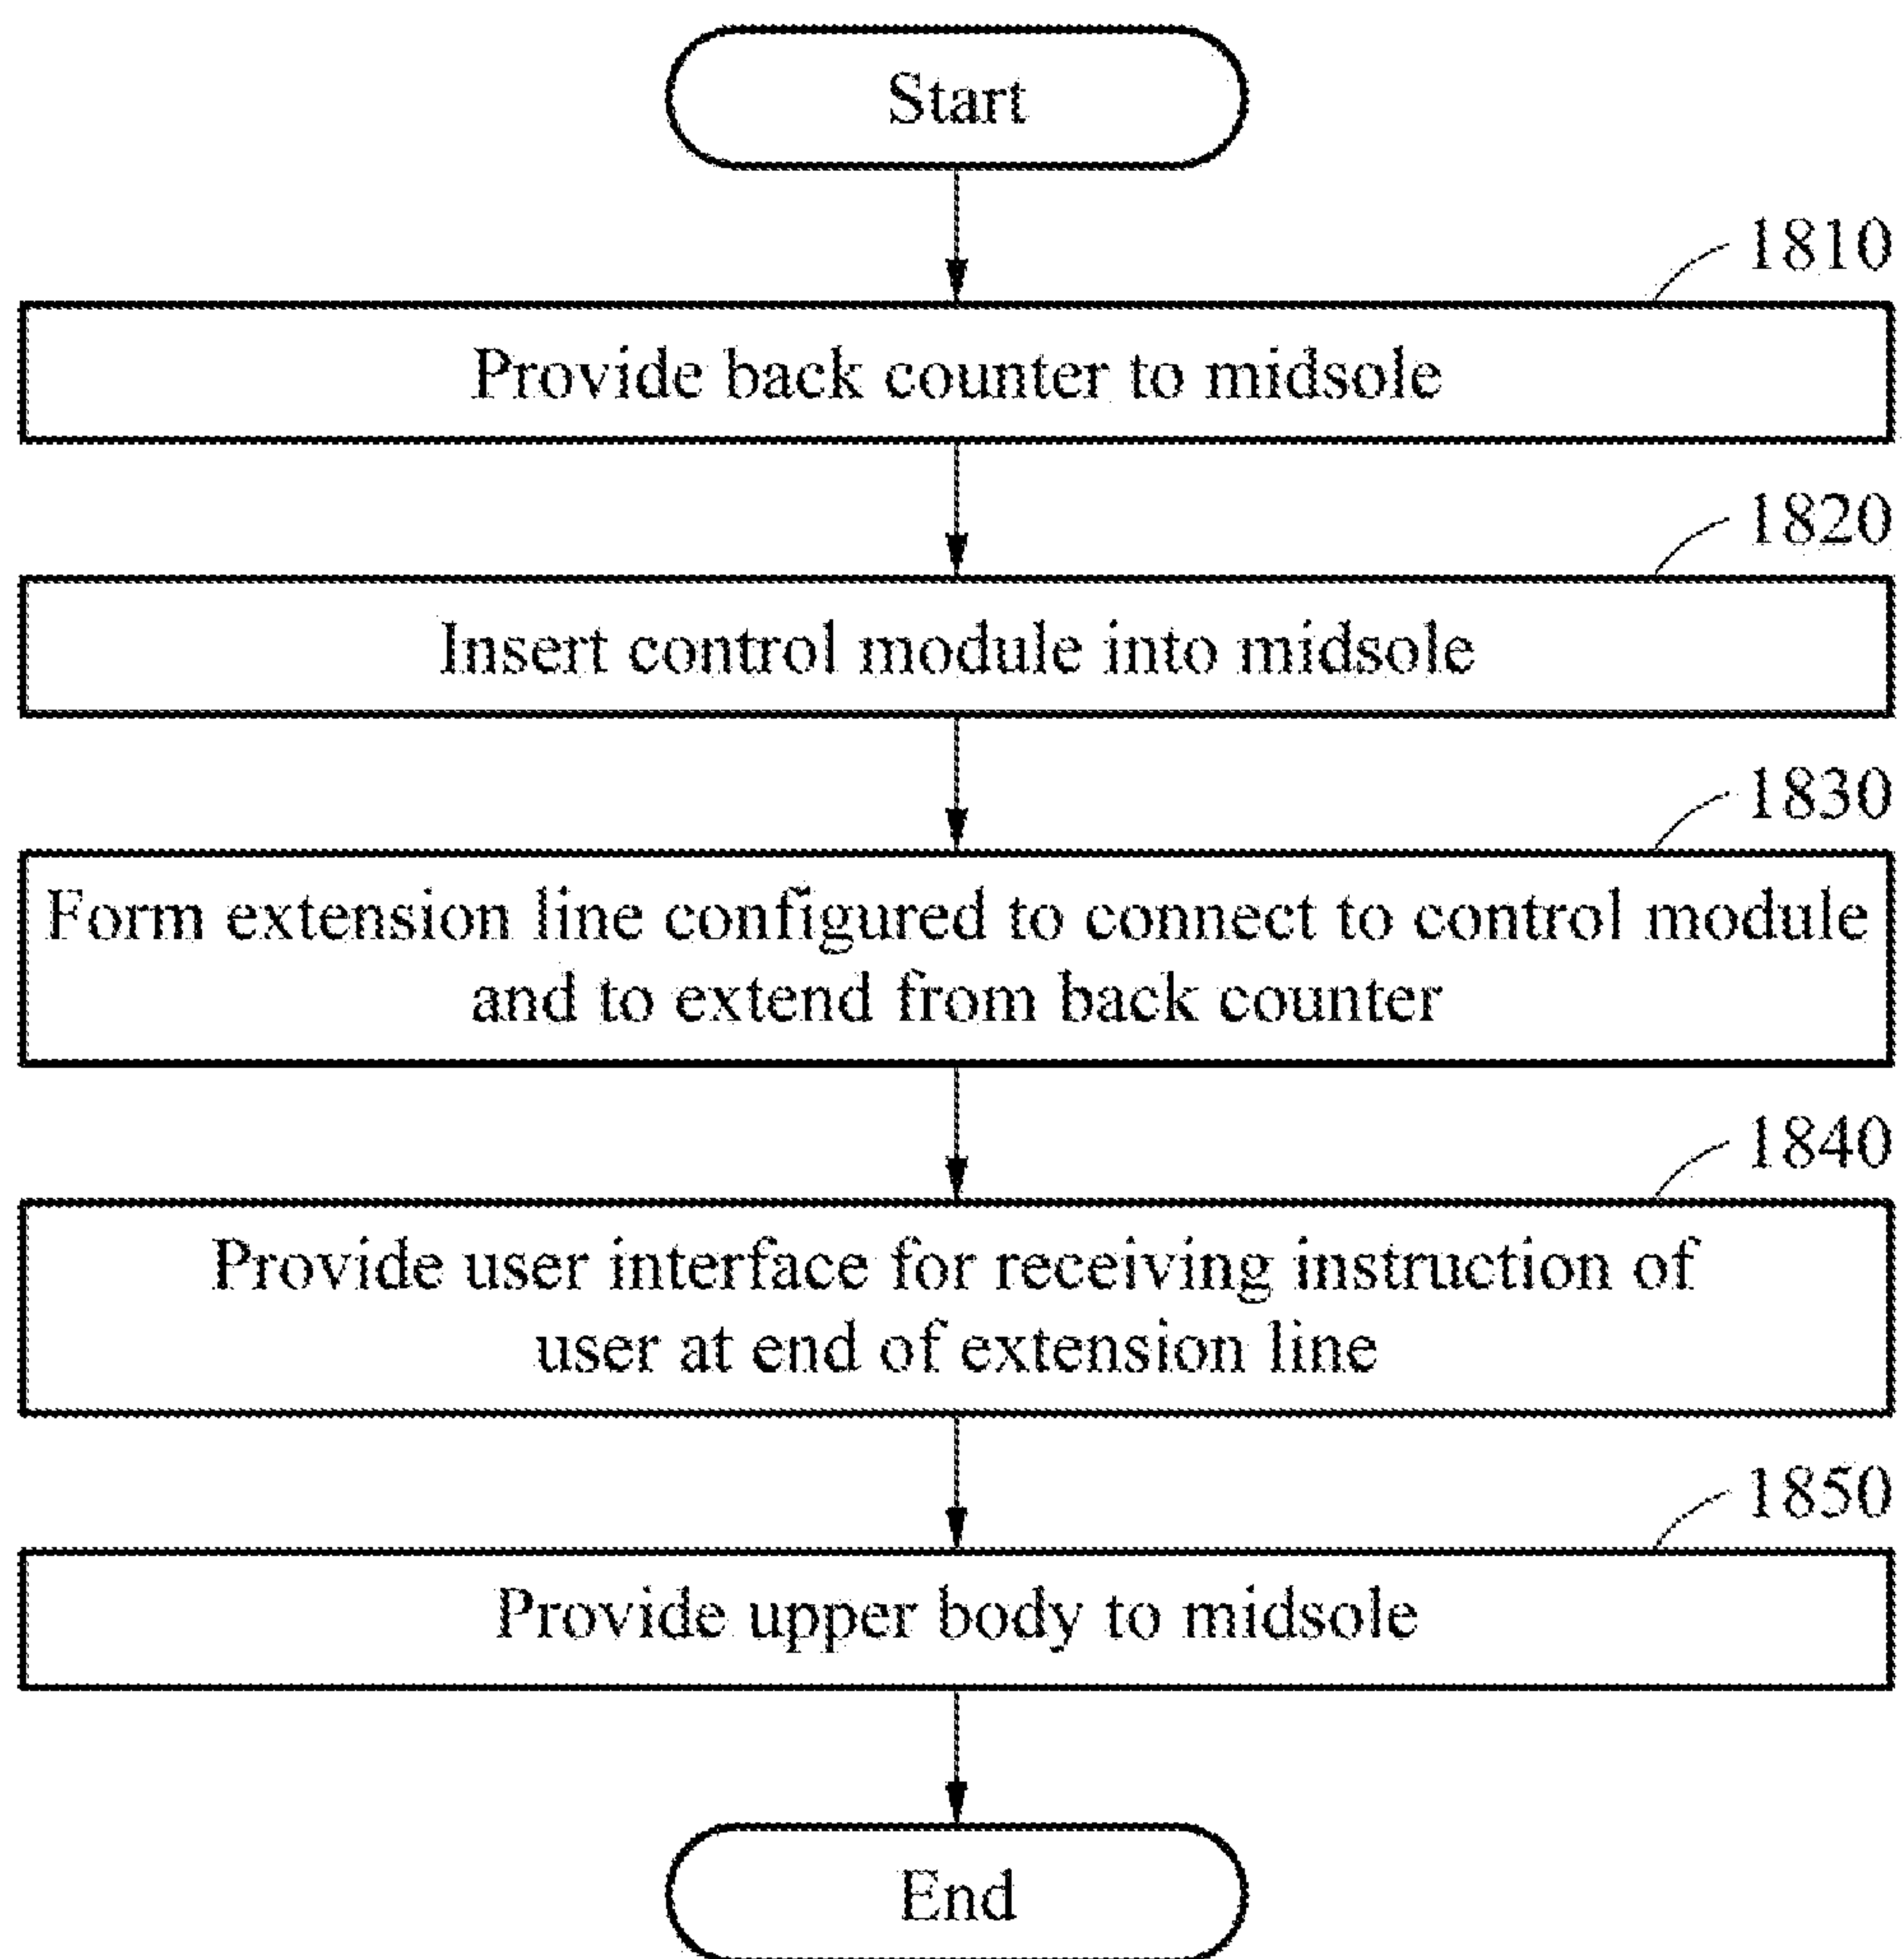 Start
1810
Provide back counter to midsole
1820
Insert control module into midsole
1830
Form extension line configured to connect to control module
and to extend from back counter
1840
Provide user interface for receiving instruction of
user at end of extension line
1850
Provide upper body to midsole
End